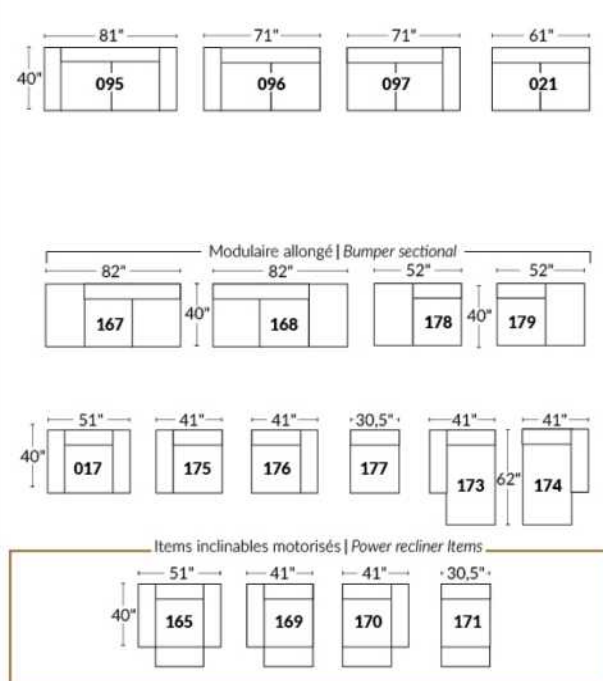 81" 71" 71" 61"
40" 095 096 097 021
Modulaire allongé | Bumper sectional
82" 82" 52" 52"
167 40" 168 178 40" 179
51" 41" 41" 30,5" 41" 41"
40" 017 175 176 177 173 62" 174
Items inclinables motorisés | Power recliner Items
51" 41" 41" 30,5"
40" 165 169 170 171